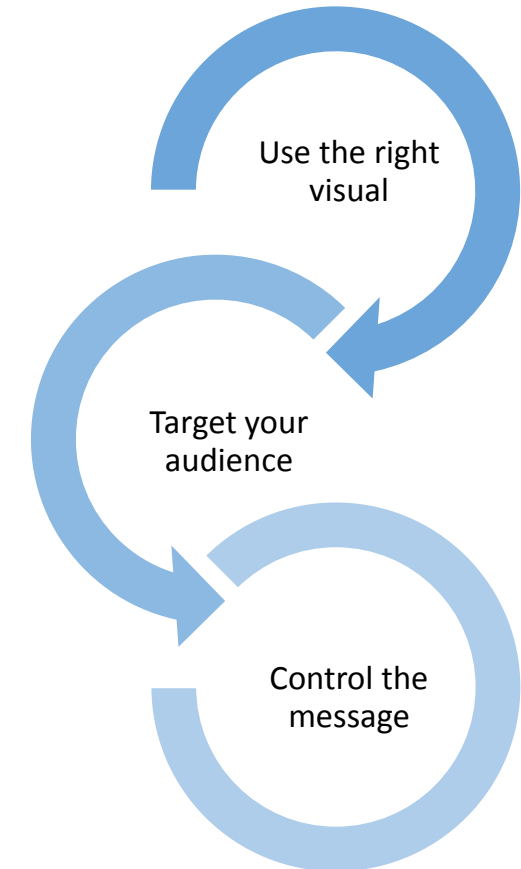 Use the right
visual
Target your
audience
Control the
message